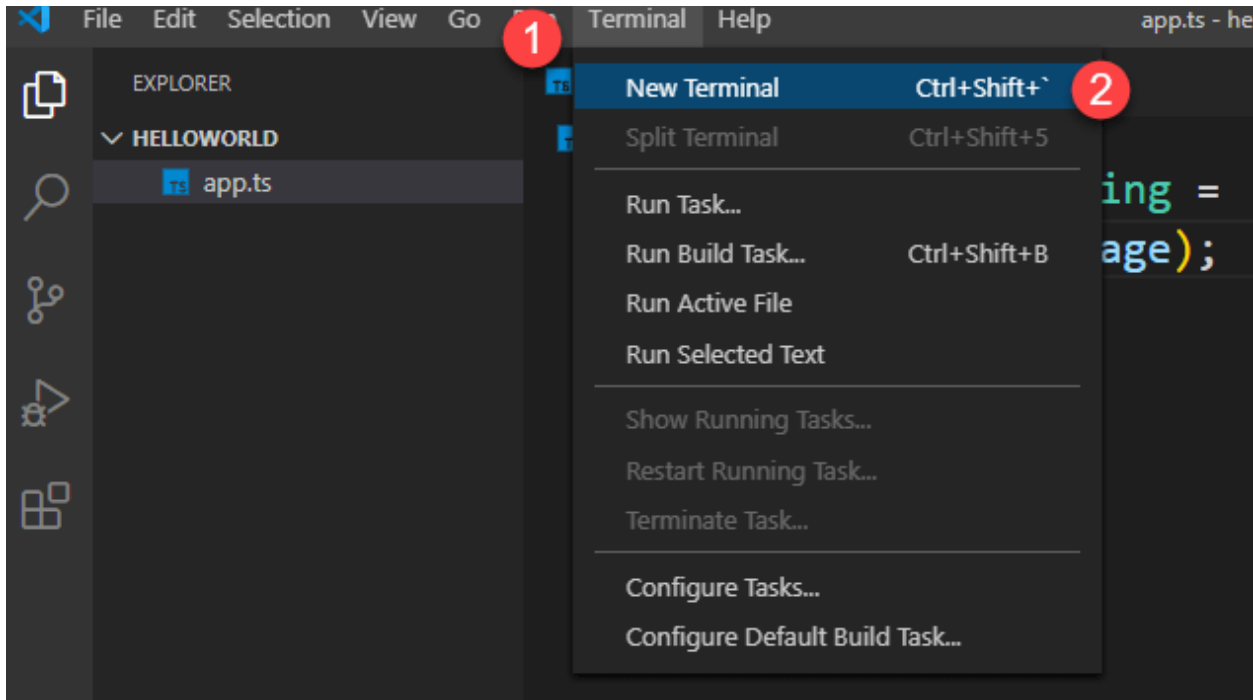 File Edit Selection View Go Terminal Help app.ts - he
1
EXPLORER
HELLOWORLD
TS app.ts
TS
New Terminal Ctrl+Shift+` 2
Split Terminal Ctrl+Shift+5
Run Task...
Run Build Task... Ctrl+Shift+B
Run Active File
Run Selected Text
Show Running Tasks...
Restart Running Task...
Terminate Task...
Configure Tasks...
Configure Default Build Task...
ing =
age);